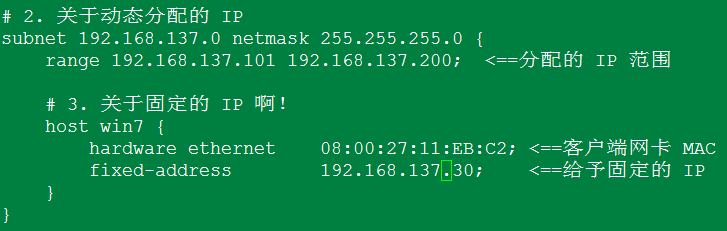 # 2. 关于动态分配的 IP
subnet 192.168.137.0 netmask 255.255.255.0 {
range 192.168.137.101 192.168.137.200; <==分配的 IP 范围
# 3. 关于固定的 IP 啊!
host win7 {
hardware ethernet 08:00:27:11:EB:C2; <==客户端网卡 MAC
fixed-address 192.168.137.30; <==给予固定的 IP
}
}